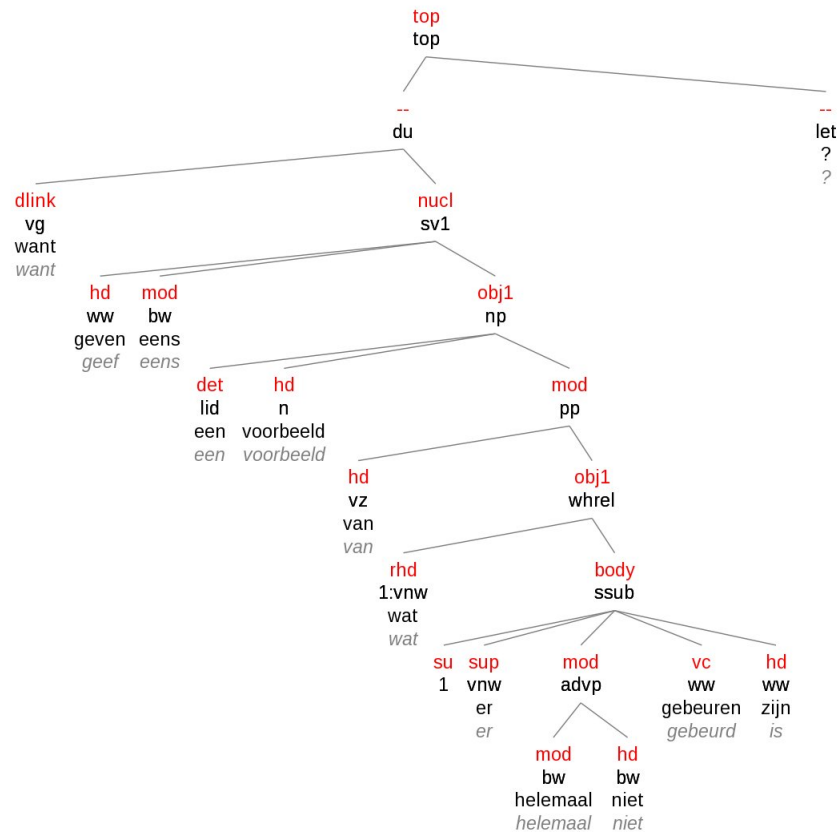 top
top
-- --
du let
?
?
dlink nucl
vg sv1
want
want
hd mod obj1
ww bw np
geven eens
geef eens
det hd mod
lid n pp
een voorbeeld
een voorbeeld
hd obj1
vz whrel
van
van
rhd body
1:vnw ssub
wat
wat
su sup mod vc hd
1 vnw advp ww ww
er gebeuren zijn
er gebeurd is
mod hd
bw bw
helemaal niet
helemaal niet